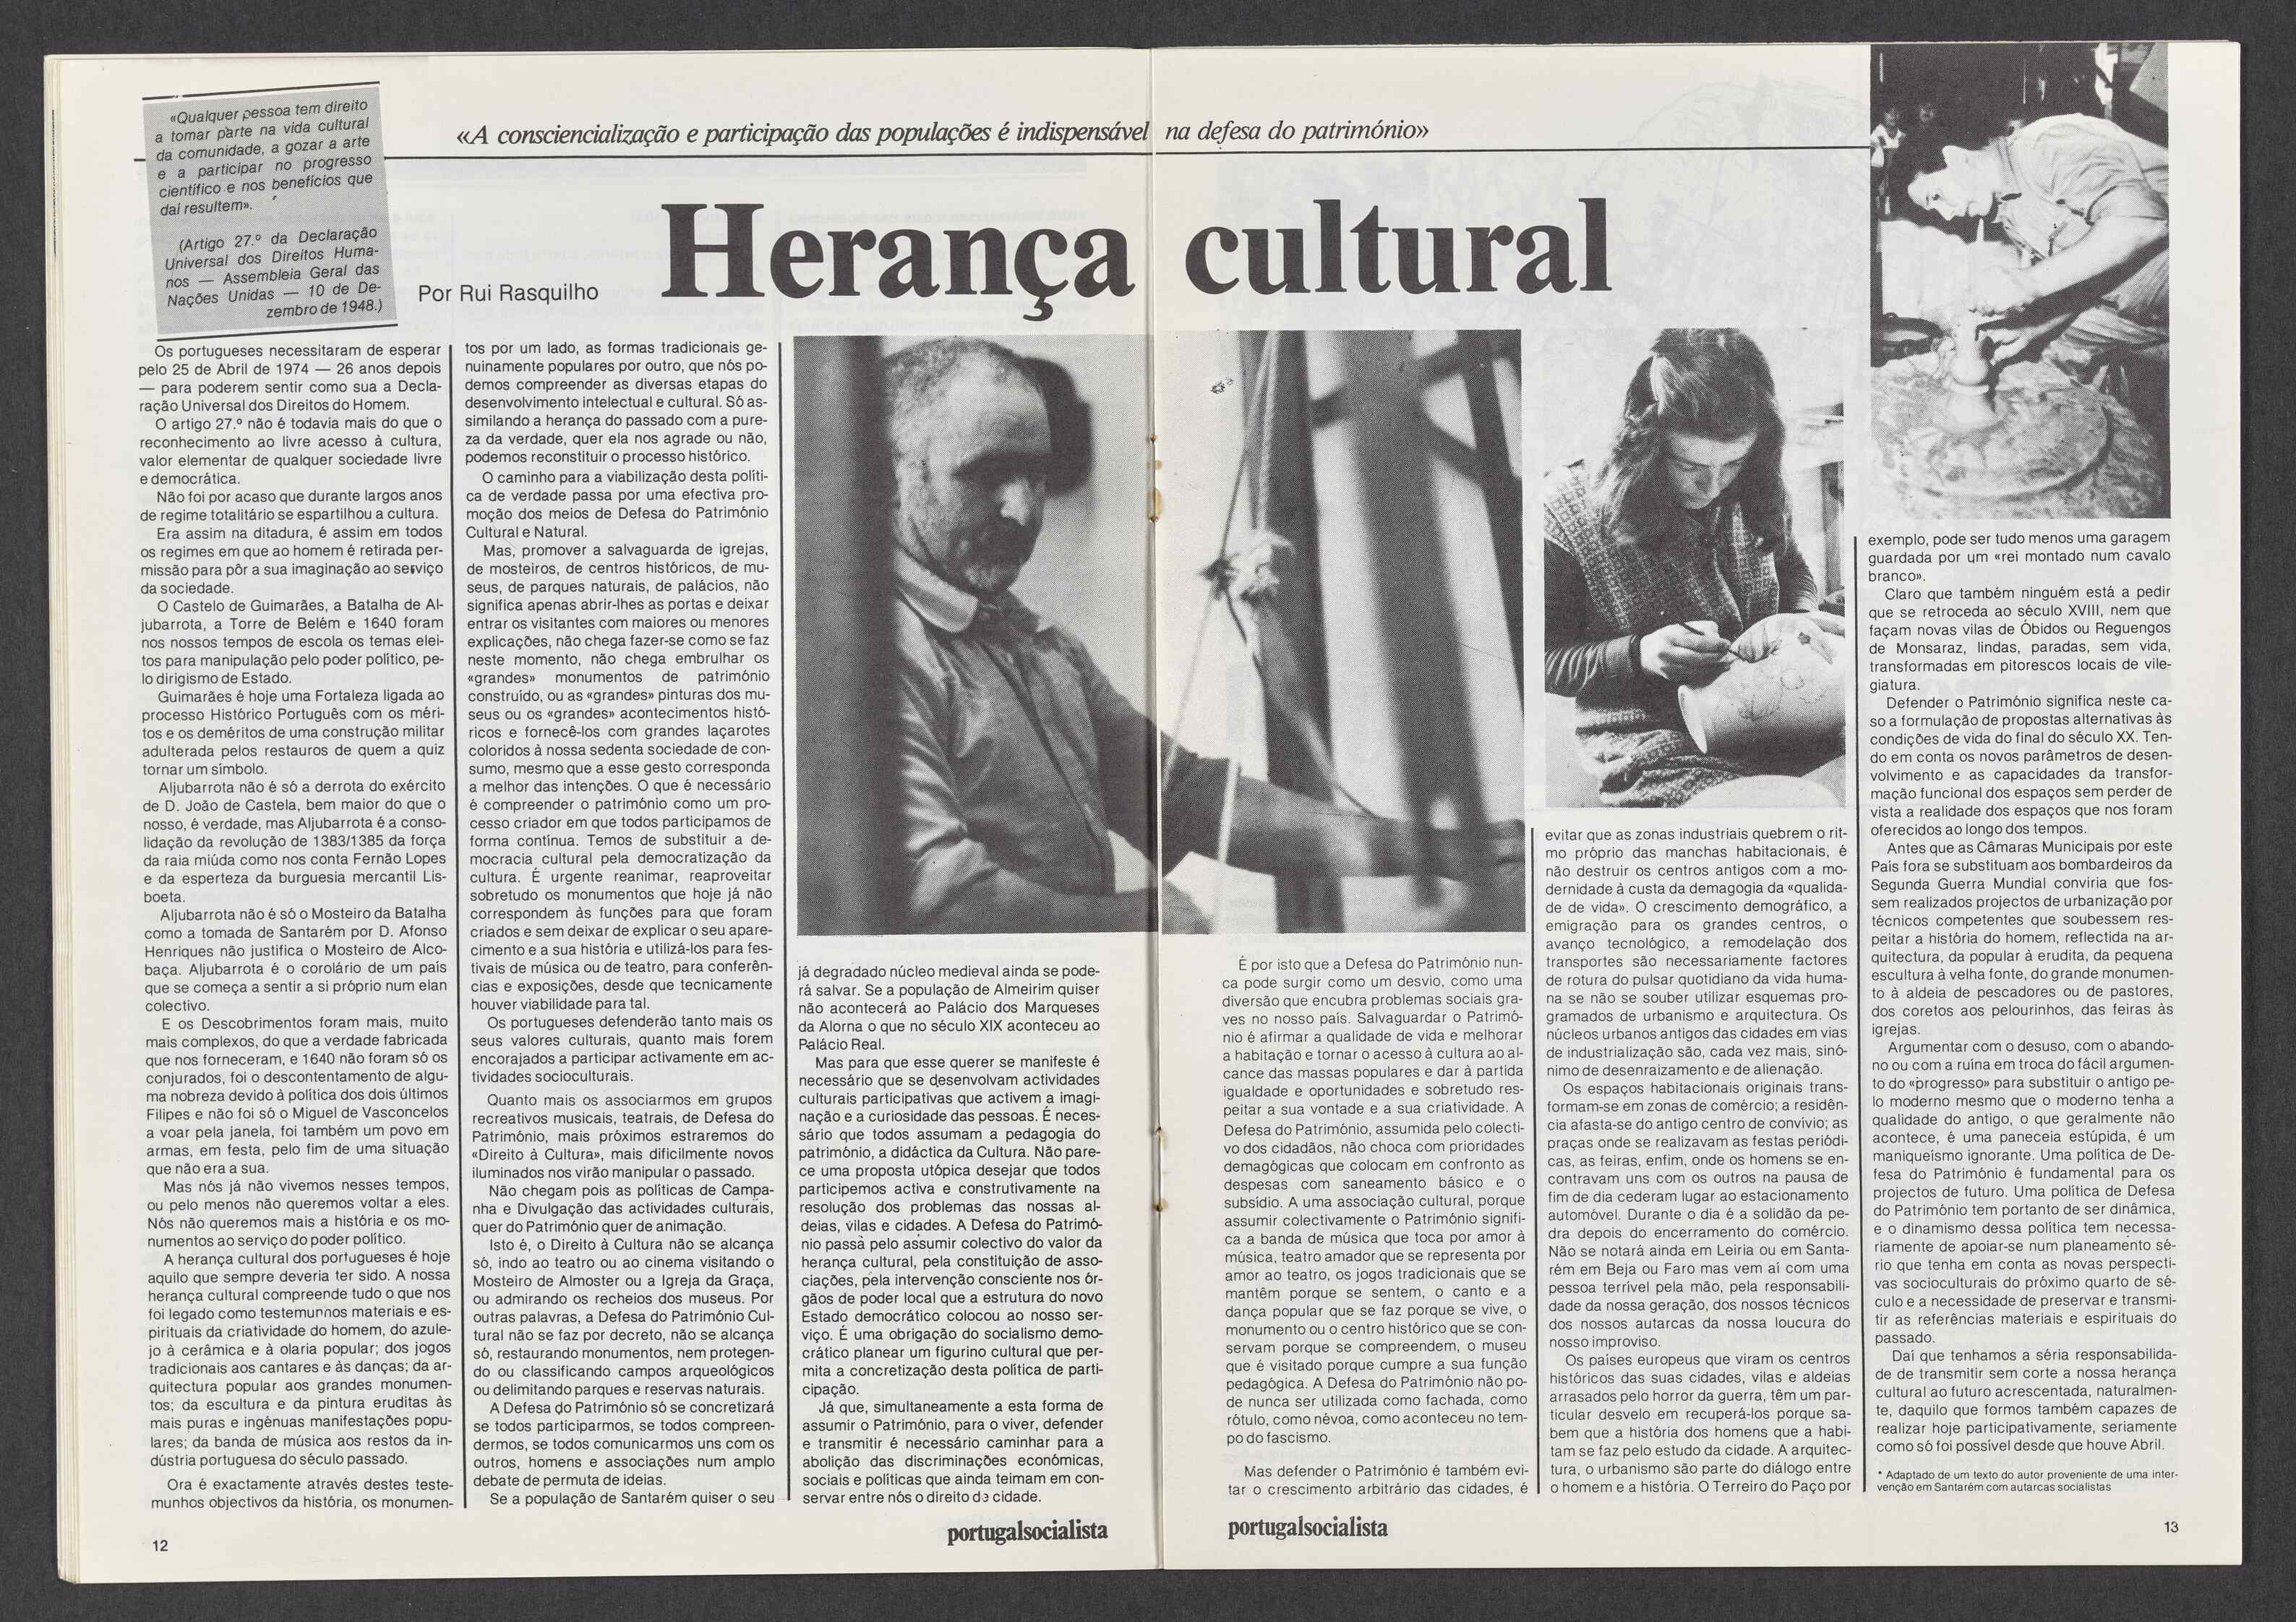 «Qualquer pessoa tem direito
a tomar parte na vida cultural
da comunidade, a gozar a arte
e a participar no progresso
científico e nos benefícios que
daí resultem».
(Artigo 27.º da Declaração
Universal dos Direitos Huma-
nos — Assembleia Geral das
Nações Unidas — 10 de De-
zembro de 1948.)
«A consciencialização e participação das populações é indispensável na defesa do património»
Herança cultural
Por Rui Rasquilho
Os portugueses necessitaram de esperar
pelo 25 de Abril de 1974 — 26 anos depois
— para poderem sentir como sua a Decla-
ração Universal dos Direitos do Homem.
O artigo 27.º não é todavia mais do que o
reconhecimento ao livre acesso à cultura,
valor elementar de qualquer sociedade livre
e democrática.
Não foi por acaso que durante largos anos
de regime totalitário se espartilhou a cultura.
Era assim na ditadura, é assim em todos
os regimes em que ao homem é retirada per-
missão para pôr a sua imaginação ao serviço
da sociedade.
O Castelo de Guimarães, a Batalha de Al-
jubarrota, a Torre de Belém e 1640 foram
nos nossos tempos de escola os temas elei-
tos para manipulação pelo poder político, pe-
lo dirigismo de Estado.
Guimarães é hoje uma Fortaleza ligada ao
processo Histórico Português com os méri-
tos e os deméritos de uma construção militar
adulterada pelos restauros de quem a quiz
tornar um símbolo.
Aljubarrota não é só a derrota do exército
de D. João de Castela, bem maior do que o
nosso, é verdade, mas Aljubarrota é a conso-
lidação da revolução de 1383/1385 da força
da raia miúda como nos conta Fernão Lopes
e da esperteza da burguesia mercantil Lis-
boeta.
Aljubarrota não é só o Mosteiro da Batalha
como a tomada de Santarém por D. Afonso
Henriques não justifica o Mosteiro de Alco-
baça. Aljubarrota é o corolário de um país
que se começa a sentir a si próprio num elan
colectivo.
E os Descobrimentos foram mais, muito
mais complexos, do que a verdade fabricada
que nos forneceram, e 1640 não foram só os
conjurados, foi o descontentamento de algu-
ma nobreza devido à política dos dois últimos
Filipes e não foi só o Miguel de Vasconcelos
a voar pela janela, foi também um povo em
armas, em festa, pelo fim de uma situação
que não era a sua.
Mas nós já não vivemos nesses tempos,
ou pelo menos não queremos voltar a eles.
Nós não queremos mais a história e os mo-
numentos ao serviço do poder político.
A herança cultural dos portugueses é hoje
aquilo que sempre deveria ter sido. A nossa
herança cultural compreende tudo o que nos
foi legado como testemunhos materiais e es-
pirituais da criatividade do homem, do azule-
jo à cerâmica e à olaria popular; dos jogos
tradicionais aos cantares e às danças; da ar-
quitectura popular aos grandes monumen-
tos; da escultura e da pintura eruditas às
mais puras e ingénuas manifestações popu-
lares; da banda de música aos restos da in-
dústria portuguesa do século passado.
Ora é exactamente através destes teste-
munhos objectivos da história, os monumen-
tos por um lado, as formas tradicionais ge-
nuinamente populares por outro, que nós po-
demos compreender as diversas etapas do
desenvolvimento intelectual e cultural. Só as-
similando a herança do passado com a pure-
za da verdade, quer ela nos agrade ou não,
podemos reconstituir o processo histórico.
O caminho para a viabilização desta políti-
ca de verdade passa por uma efectiva pro-
moção dos meios de Defesa do Património
Cultural e Natural.
Mas, promover a salvaguarda de igrejas,
de mosteiros, de centros históricos, de mu-
seus, de parques naturais, de palácios, não
significa apenas abrir-lhes as portas e deixar
entrar os visitantes com maiores ou menores
explicações, não chega fazer-se como se faz
neste momento, não chega embrulhar os
«grandes» monumentos de património
construído, ou as «grandes» pinturas dos mu-
seus ou os «grandes» acontecimentos histó-
ricos e fornecê-los com grandes laçarotes
coloridos à nossa sedenta sociedade de con-
sumo, mesmo que a esse gesto corresponda
a melhor das intenções. O que é necessário
é compreender o património como um pro-
cesso criador em que todos participamos de
forma contínua. Temos de substituir a de-
mocracia cultural pela democratização da
cultura. É urgente reanimar, reaproveitar
sobretudo os monumentos que hoje já não
correspondem às funções para que foram
criados e sem deixar de explicar o seu apare-
cimento e a sua história e utilizá-los para fes-
tivais de música ou de teatro, para conferên-
cias e exposições, desde que tecnicamente
houver viabilidade para tal.
Os portugueses defenderão tanto mais os
seus valores culturais, quanto mais forem
encorajados a participar activamente em ac-
tividades socioculturais.
Quanto mais os associarmos em grupos
recreativos musicais, teatrais, de Defesa do
Património, mais próximos estraremos do
«Direito à Cultura», mais dificilmente novos
iluminados nos virão manipular o passado.
Não chegam pois as políticas de Campa-
nha e Divulgação das actividades culturais,
quer do Património quer de animação.
Isto é, o Direito à Cultura não se alcança
só, indo ao teatro ou ao cinema visitando o
Mosteiro de Almoster ou a Igreja da Graça,
ou admirando os recheios dos museus. Por
outras palavras, a Defesa do Património Cul-
tural não se faz por decreto, não se alcança
só, restaurando monumentos, nem protegen-
do ou classificando campos arqueológicos
ou delimitando parques e reservas naturais.
A Defesa do Património só se concretizará
se todos participarmos, se todos compreen-
dermos, se todos comunicarmos uns com os
outros, homens e associações num amplo
debate de permuta de ideias.
Se a população de Santarém quiser o seu
já degradado núcleo medieval ainda se pode-
rá salvar. Se a população de Almeirim quiser
não acontecerá ao Palácio dos Marqueses
da Alorna o que no século XIX aconteceu ao
Palácio Real.
Mas para que esse querer se manifeste é
necessário que se desenvolvam actividades
culturais participativas que activem a imagi-
nação e a curiosidade das pessoas. É neces-
sário que todos assumam a pedagogia do
património, a didáctica da Cultura. Não pare-
ce uma proposta utópica desejar que todos
participemos activa e construtivamente na
resolução dos problemas das nossas al-
deias, vilas e cidades. A Defesa do Patrimó-
nio passa pelo assumir colectivo do valor da
herança cultural, pela constituição de asso-
ciações, pela intervenção consciente nos ór-
gãos de poder local que a estrutura do novo
Estado democrático colocou ao nosso ser-
viço. É uma obrigação do socialismo demo-
crático planear um figurino cultural que per-
mita a concretização desta política de parti-
cipação.
Já que, simultaneamente a esta forma de
assumir o Património, para o viver, defender
e transmitir é necessário caminhar para a
abolição das discriminações económicas,
sociais e políticas que ainda teimam em con-
servar entre nós o direito de cidade.
É por isto que a Defesa do Património nun-
ca pode surgir como um desvio, como uma
diversão que encubra problemas sociais gra-
ves no nosso país. Salvaguardar o Patrimó-
nio é afirmar a qualidade de vida e melhorar
a habitação e tornar o acesso à cultura ao al-
cance das massas populares e dar à partida
igualdade e oportunidades e sobretudo res-
peitar a sua vontade e a sua criatividade. A
Defesa do Património, assumida pelo colecti-
vo dos cidadãos, não choca com prioridades
demagógicas que colocam em confronto as
despesas com saneamento básico e o
subsídio. A uma associação cultural, porque
assumir colectivamente o Património signifi-
ca a banda de música que toca por amor à
música, teatro amador que se representa por
amor ao teatro, os jogos tradicionais que se
mantêm porque se sentem, o canto e a
dança popular que se faz porque se vive, o
monumento ou o centro histórico que se con-
servam porque se compreendem, o museu
que é visitado porque cumpre a sua função
pedagógica. A Defesa do Património não po-
de nunca ser utilizada como fachada, como
rótulo, como névoa, como aconteceu no tem-
po do fascismo.
Mas defender o Património é também evi-
tar o crescimento arbitrário das cidades, é
evitar que as zonas industriais quebrem o rit-
mo próprio das manchas habitacionais, é
não destruir os centros antigos com a mo-
dernidade à custa da demagogia da «qualida-
de de vida». O crescimento demográfico, a
emigração para os grandes centros, o
avanço tecnológico, a remodelação dos
transportes são necessariamente factores
de rotura do pulsar quotidiano da vida huma-
na se não se souber utilizar esquemas pro-
gramados de urbanismo e arquitectura. Os
núcleos urbanos antigos das cidades em vias
de industrialização são, cada vez mais, sinó-
nimo de desenraizamento e de alienação.
Os espaços habitacionais originais trans-
formam-se em zonas de comércio; a residên-
cia afasta-se do antigo centro de convívio; as
praças onde se realizavam as festas periódi-
cas, as feiras, enfim, onde os homens se en-
contravam uns com os outros na pausa de
fim de dia cederam lugar ao estacionamento
automóvel. Durante o dia é a solidão da pe-
dra depois do encerramento do comércio.
Não se notará ainda em Leiria ou em Santa-
rém em Beja ou Faro mas vem aí com uma
pessoa terrível pela mão, pela responsabili-
dade da nossa geração, dos nossos técnicos
dos nossos autarcas da nossa loucura do
nosso improviso.
Os países europeus que viram os centros
históricos das suas cidades, vilas e aldeias
arrasados pelo horror da guerra, têm um par-
ticular desvelo em recuperá-los porque sa-
bem que a história dos homens que a habi-
tam se faz pelo estudo da cidade. A arquitec-
tura, o urbanismo são parte do diálogo entre
o homem e a história. O Terreiro do Paço por
exemplo, pode ser tudo menos uma garagem
guardada por um «rei montado num cavalo
branco».
Claro que também ninguém está a pedir
que se retroceda ao século XVIII, nem que
façam novas vilas de Óbidos ou Reguengos
de Monsaraz, lindas, paradas, sem vida,
transformadas em pitorescos locais de vile-
giatura.
Defender o Património significa neste ca-
so a formulação de propostas alternativas às
condições de vida do final do século XX. Ten-
do em conta os novos parâmetros de desen-
volvimento e as capacidades da transfor-
mação funcional dos espaços sem perder de
vista a realidade dos espaços que nos foram
oferecidos ao longo dos tempos.
Antes que as Câmaras Municipais por este
País fora se substituam aos bombardeiros da
Segunda Guerra Mundial conviria que fos-
sem realizados projectos de urbanização por
técnicos competentes que soubessem res-
peitar a história do homem, reflectida na ar-
quitectura, da popular à erudita, da pequena
escultura à velha fonte, do grande monumen-
to à aldeia de pescadores ou de pastores,
dos coretos aos pelourinhos, das feiras às
igrejas.
Argumentar com o desuso, com o abando-
no ou com a ruína em troca do fácil argumen-
to do «progresso» para substituir o antigo pe-
lo moderno mesmo que o moderno tenha a
qualidade do antigo, o que geralmente não
acontece, é uma paneceia estúpida, é um
maniqueísmo ignorante. Uma política de De-
fesa do Património é fundamental para os
projectos de futuro. Uma política de Defesa
do Património tem portanto de ser dinâmica,
e o dinamismo dessa política tem necessa-
riamente de apoiar-se num planeamento sé-
rio que tenha em conta as novas perspecti-
vas socioculturais do próximo quarto de sé-
culo e a necessidade de preservar e transmi-
tir as referências materiais e espirituais do
passado.
Daí que tenhamos a séria responsabilida-
de de transmitir sem corte a nossa herança
cultural ao futuro acrescentada, naturalmen-
te, daquilo que formos também capazes de
realizar hoje participativamente, seriamente
como só foi possível desde que houve Abril.
* Adaptado de um texto do autor proveniente de uma inter-
venção em Santarém com autarcas socialistas
12
portugalsocialista
portugalsocialista
13